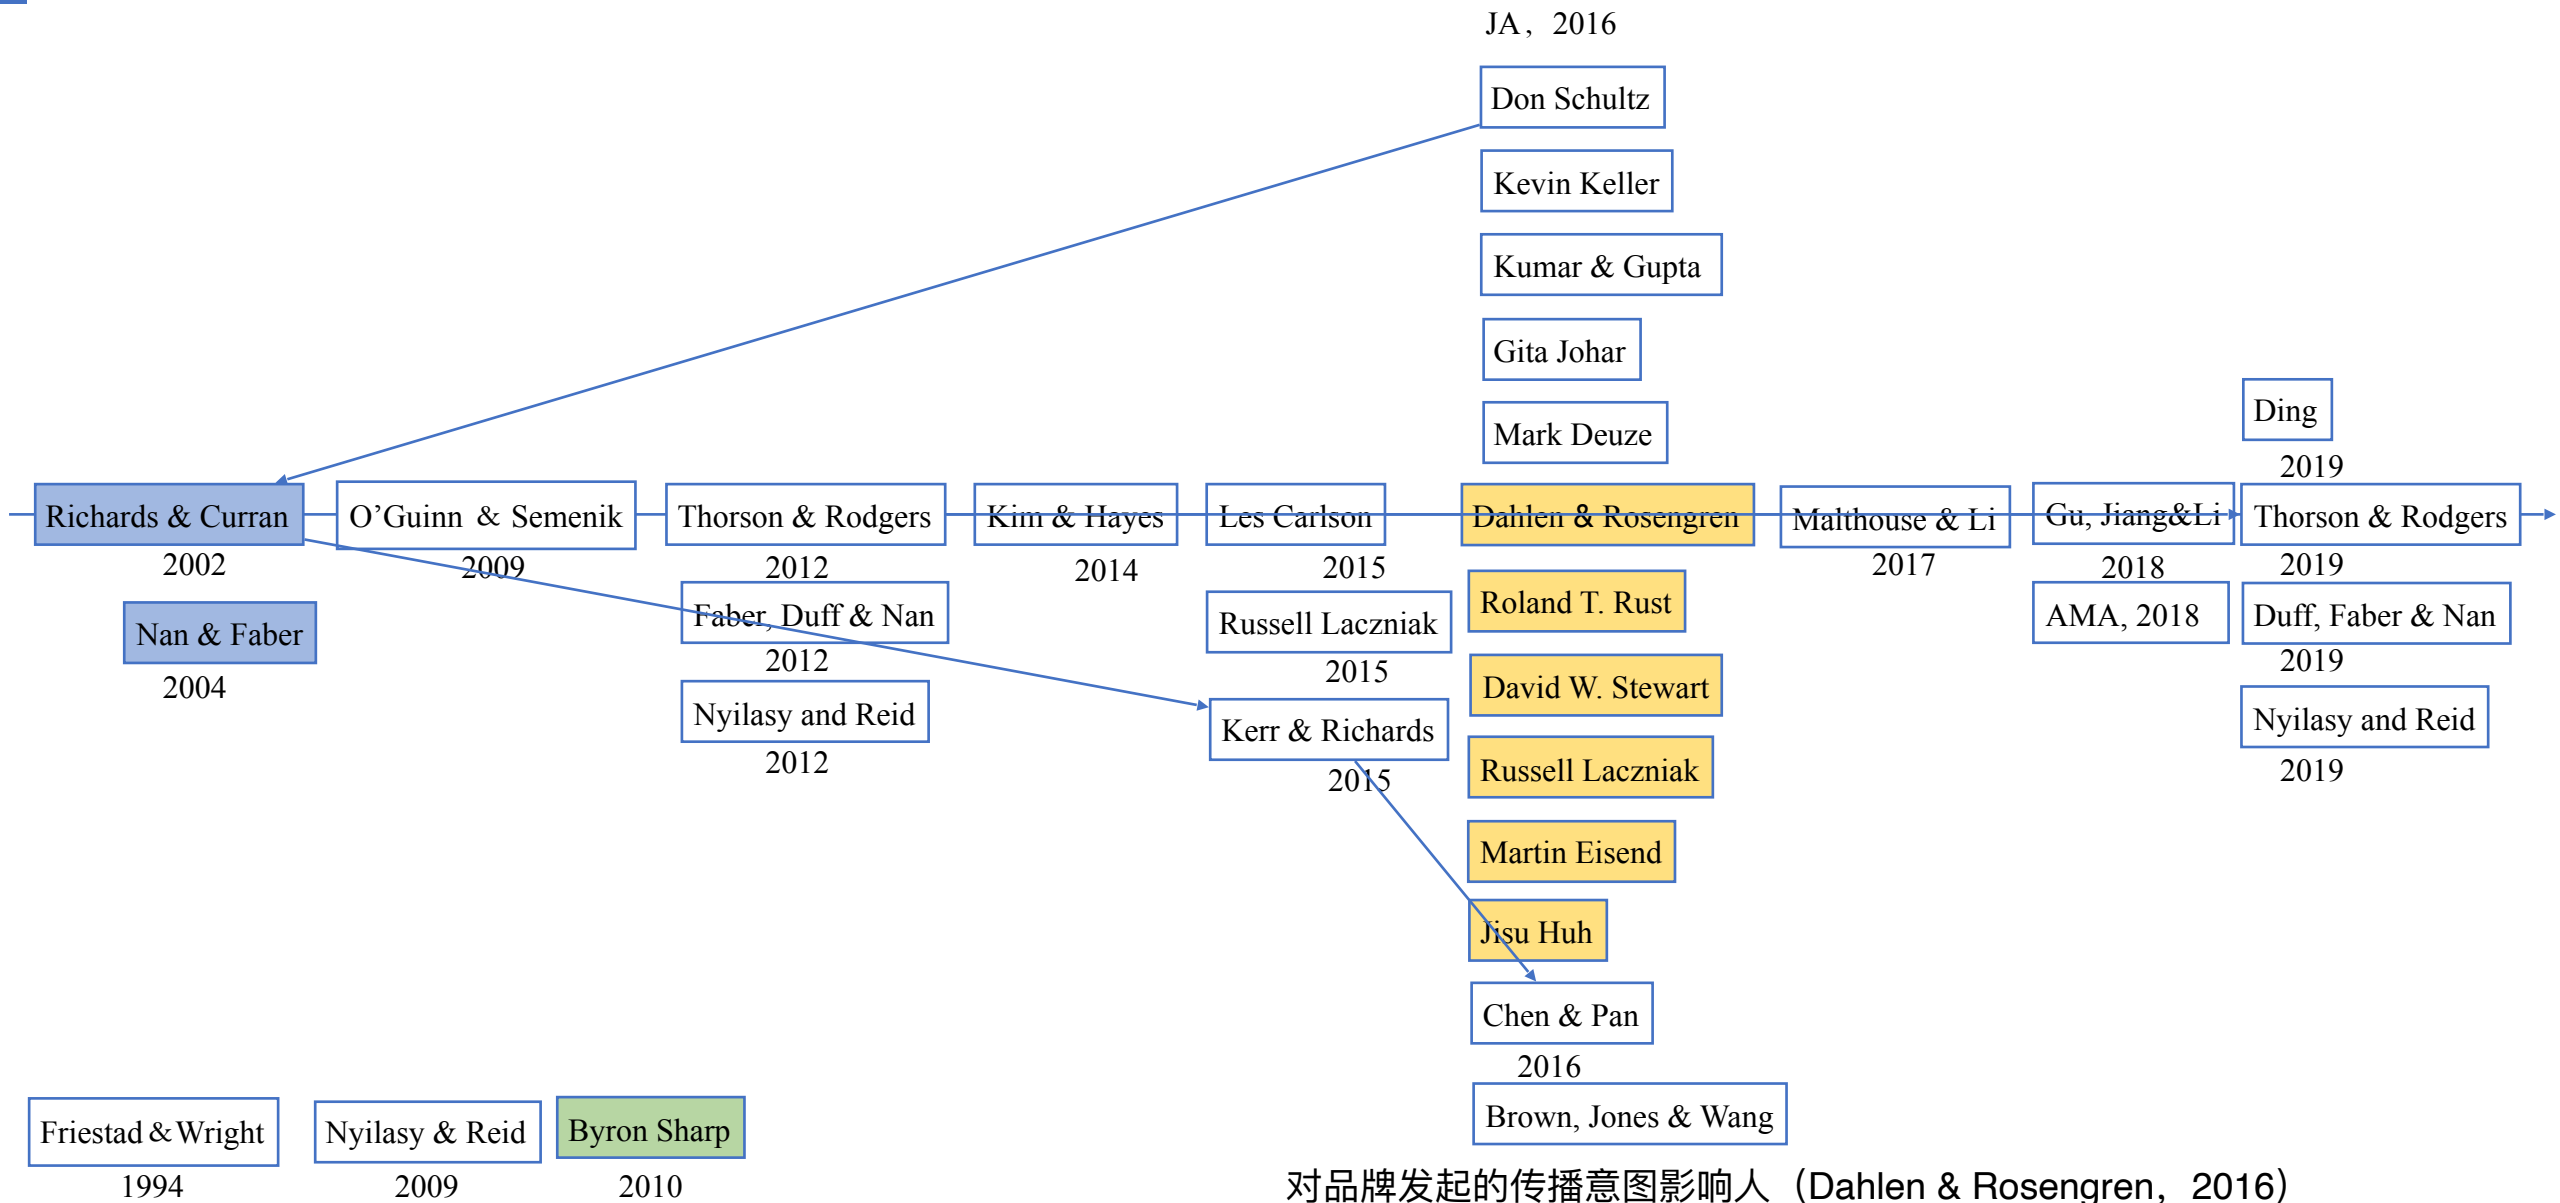 JA，2016
Don Schultz
Kevin Keller
Kumar & Gupta
Gita Johar
Mark Deuze
Ding
2019
Richards & Curran
2002
O’Guinn & Semenik
2009
Thorson & Rodgers
2012
Kim & Hayes
2014
Les Carlson
2015
Dahlen & Rosengren
Malthouse & Li
2017
Gu, Jiang&Li
2018
Thorson & Rodgers
2019
Nan & Faber
2004
Faber, Duff & Nan
2012
Nyilasy and Reid
2012
Russell Laczniak
2015
Kerr & Richards
2015
Roland T. Rust
David W. Stewart
Russell Laczniak
Martin Eisend
Jisu Huh
Chen & Pan
2016
Brown, Jones & Wang
AMA, 2018
Duff, Faber & Nan
2019
Nyilasy and Reid
2019
Friestad &Wright
1994
Nyilasy & Reid
2009
Byron Sharp
2010
对品牌发起的传播意图影响人（Dahlen & Rosengren，2016）